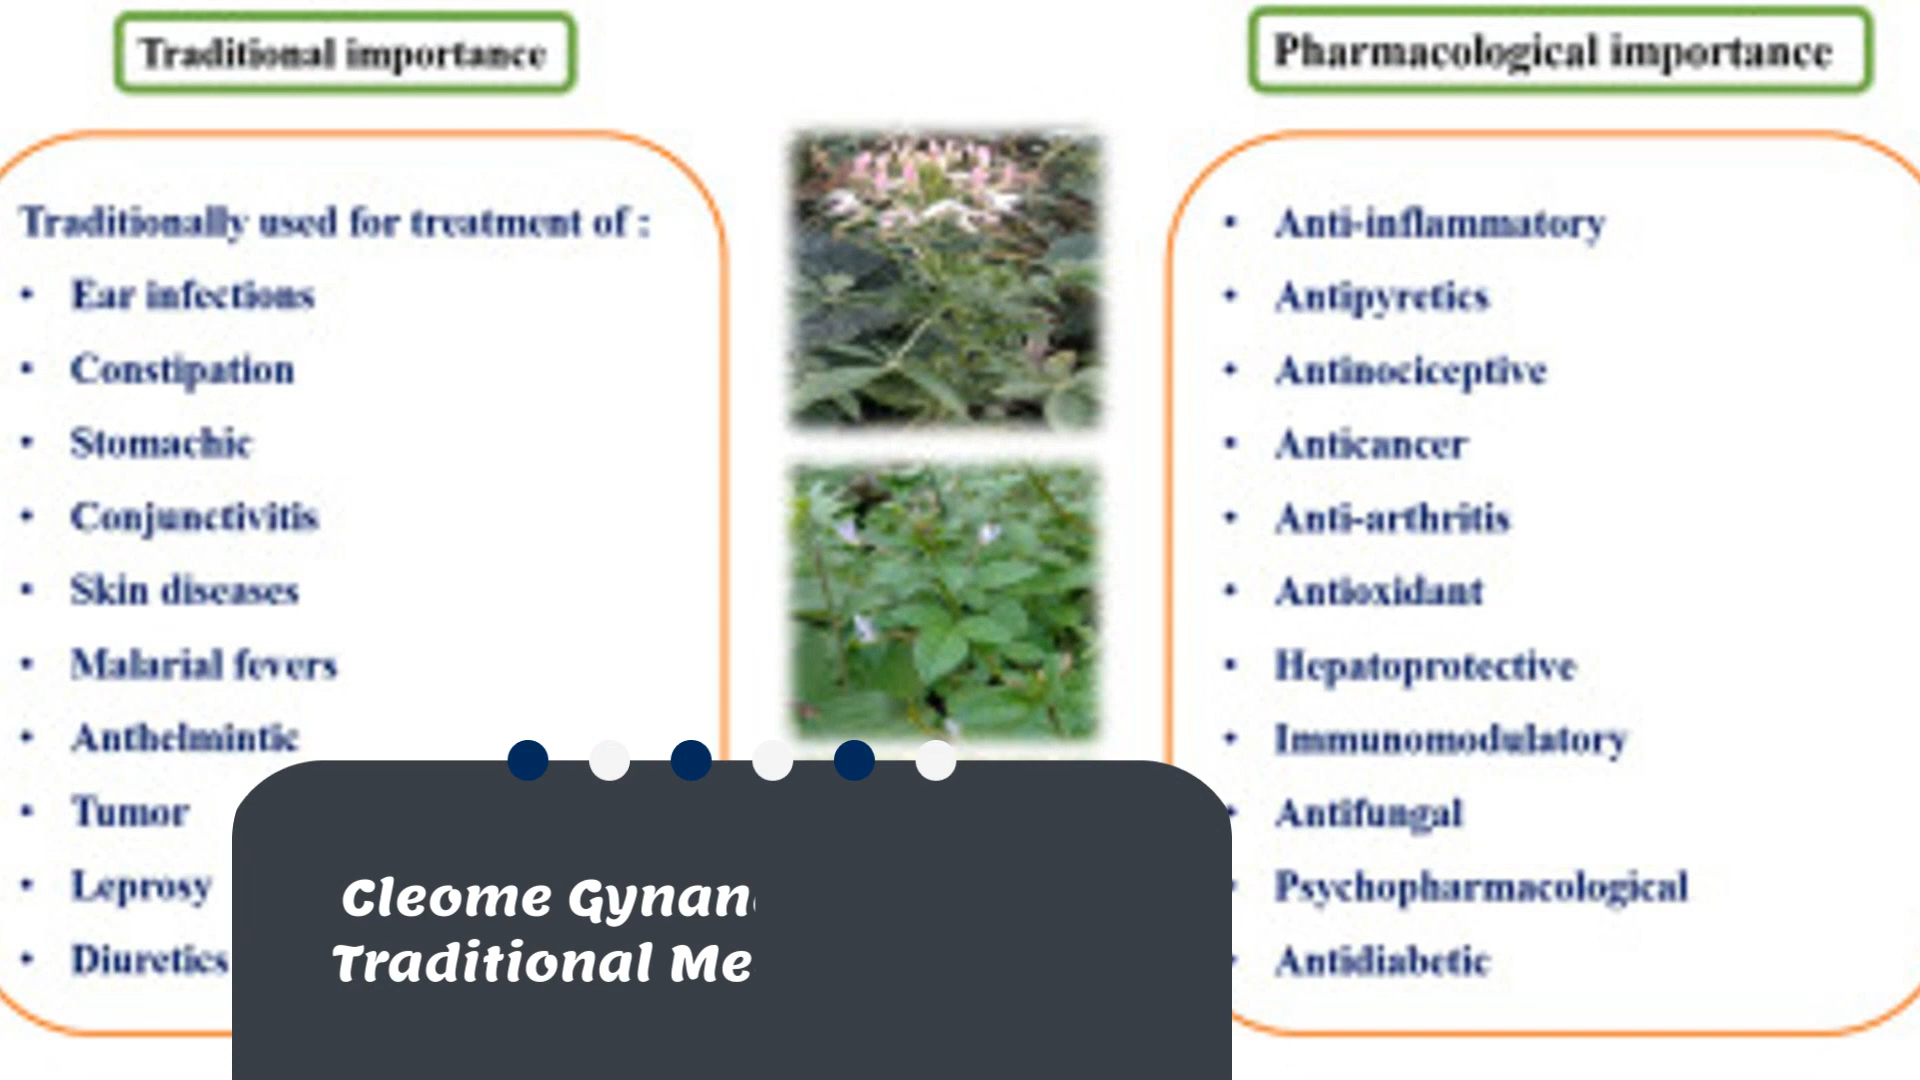 Traditional importance
Traditionally used for treatment of :
• Ear infections
• Constipation
• Stomachic
• Conjunctivitis
• Skin diseases
• Malarial fevers
• Anthelmintic
• Tumor
• Leprosy
• Diuretics
Pharmacological importance
• Anti-inflammatory
• Antipyretics
• Antinociceptive
• Anticancer
• Anti-arthritis
• Antioxidant
• Hepatoprotective
• Immunomodulatory
• Antifungal
• Psychopharmacological
• Antidiabetic
Cleome Gynan
Traditional Me